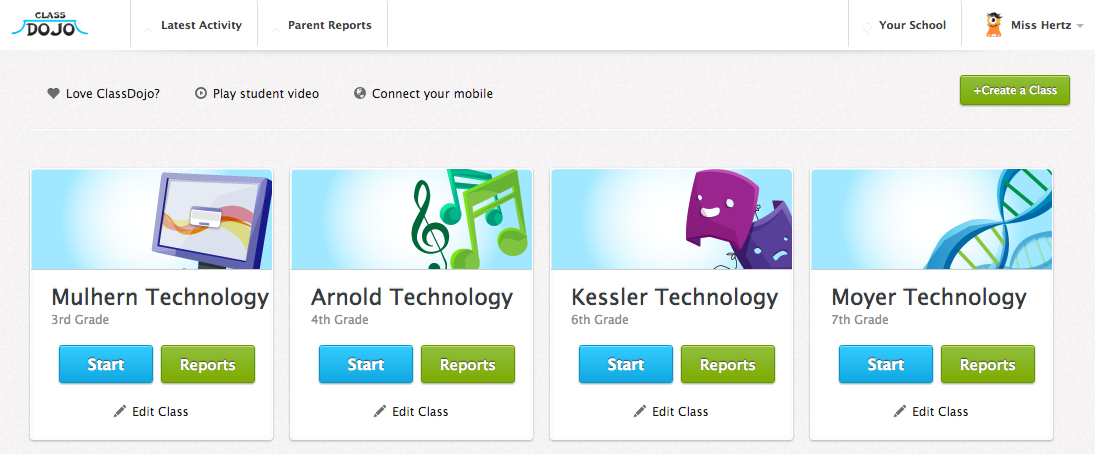 CLASS
DOJO
Latest Activity
Parent Reports
Your School
Miss Hertz
Love ClassDojo?
Play student video
Connect your mobile
+Create a Class
Mulhern Technology
3rd Grade
Start
Reports
Edit Class
Arnold Technology
4th Grade
Start
Reports
Edit Class
Kessler Technology
6th Grade
Start
Reports
Edit Class
Moyer Technology
7th Grade
Start
Reports
Edit Class